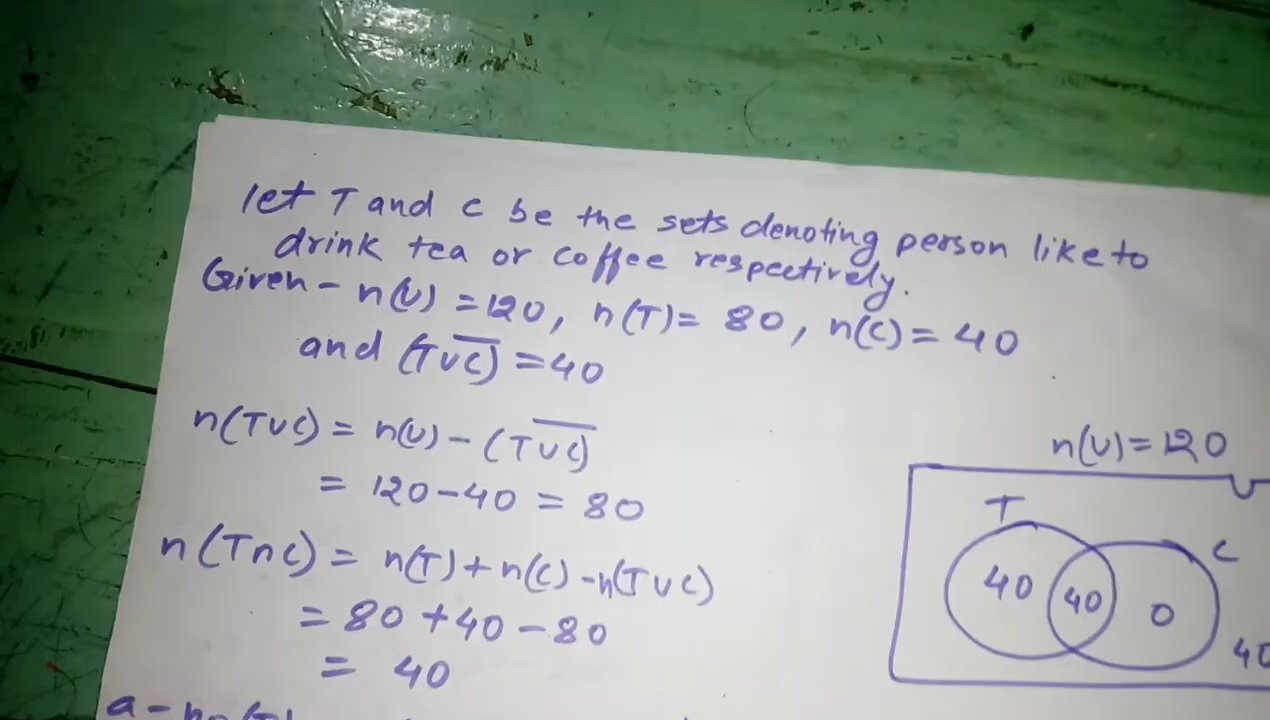 let T and C be the sets denoting person like to
drink tea or coffee respectively.
Given - n(U) = 120, n(T) = 80, n(C) = 40
and (T∪C)̅ = 40
n(T∪C) = n(U) - (T∪C)̅
= 120 - 40 = 80
n(T∩C) = n(T) + n(C) - n(T∪C)
= 80 + 40 - 80
= 40
n(U) = 120
T
C
40 40 0
40